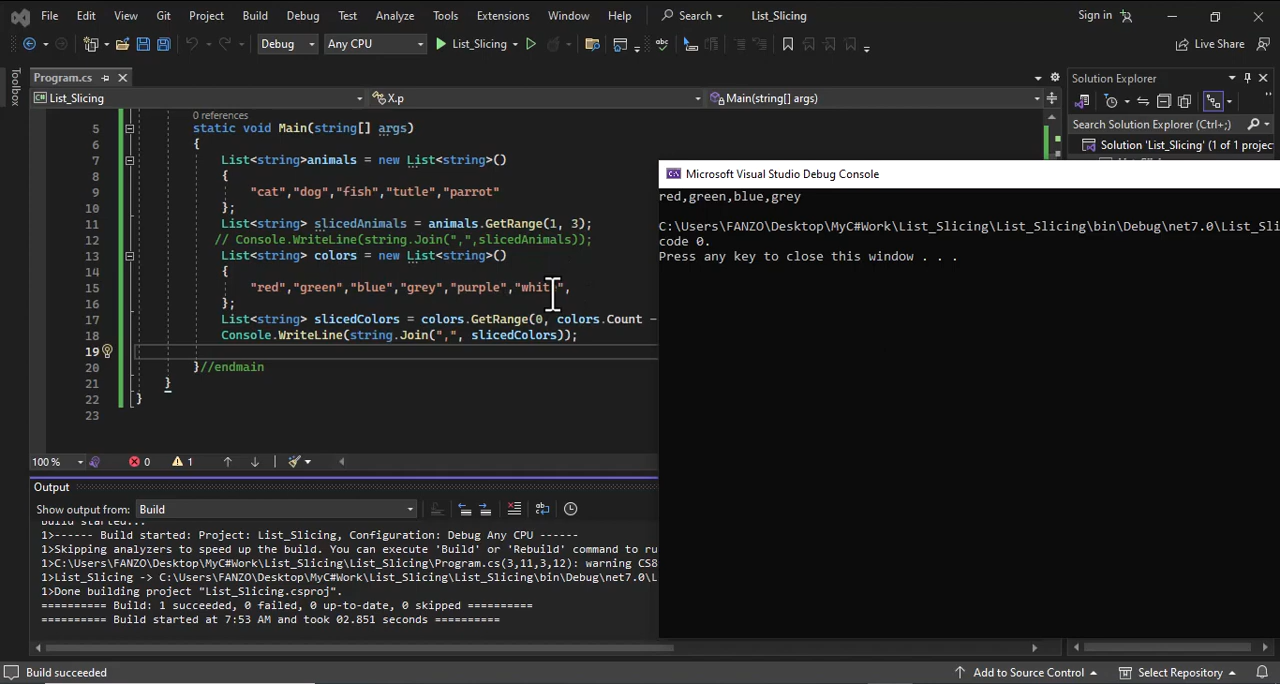 File Edit View Git Project Build Debug Test Analyze Tools Extensions Window Help Search List_Slicing Sign in
Debug Any CPU List_Slicing Live Share
Toolbox
Program.cs
List_Slicing X.p Main(string[] args)
0 references
5 static void Main(string[] args)
6 {
7 List<string>animals = new List<string>()
8 {
9 "cat","dog","fish","tutle","parrot"
10 };
11 List<string> slicedAnimals = animals.GetRange(1, 3);
12 // Console.WriteLine(string.Join(",",slicedAnimals));
13 List<string> colors = new List<string>()
14 {
15 "red","green","blue","grey","purple","white",
16 };
17 List<string> slicedColors = colors.GetRange(0, colors.Count -
18 Console.WriteLine(string.Join(",", slicedColors));
19
20 }//endmain
21 }
22 }
23
100 % 0 1
Solution Explorer
Search Solution Explorer (Ctrl+;)
Solution 'List_Slicing' (1 of 1 project
Microsoft Visual Studio Debug Console
red,green,blue,grey
C:\Users\FANZO\Desktop\MyC#Work\List_Slicing\List_Slicing\bin\Debug\net7.0\List_Sli
code 0.
Press any key to close this window . . .
Output
Show output from: Build
Build started...
1>------ Build started: Project: List_Slicing, Configuration: Debug Any CPU ------
1>Skipping analyzers to speed up the build. You can execute 'Build' or 'Rebuild' command to ru
1>C:\Users\FANZO\Desktop\MyC#Work\List_Slicing\List_Slicing\Program.cs(3,11,3,12): warning CS8
1>List_Slicing -> C:\Users\FANZO\Desktop\MyC#Work\List_Slicing\List_Slicing\bin\Debug\net7.0\L
1>Done building project "List_Slicing.csproj".
========== Build: 1 succeeded, 0 failed, 0 up-to-date, 0 skipped ==========
========== Build started at 7:53 AM and took 02.851 seconds ==========
Build succeeded Add to Source Control Select Repository